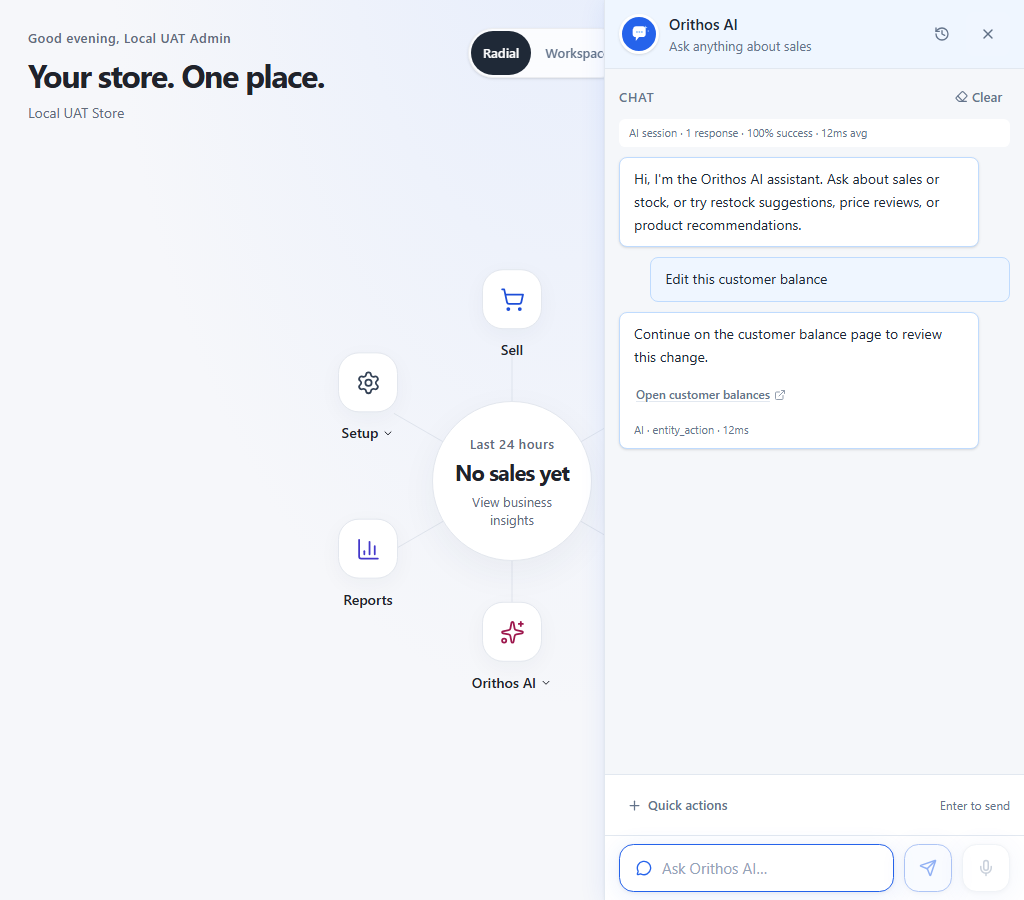 Good evening, Local UAT Admin
Your store. One place.
Local UAT Store
Radial
Workspac
Sell
Setup
Last 24 hours
No sales yet
View business
insights
Reports
Orithos AI
Orithos AI
Ask anything about sales
CHAT
Clear
AI session · 1 response · 100% success · 12ms avg
Hi, I'm the Orithos AI assistant. Ask about sales or
stock, or try restock suggestions, price reviews, or
product recommendations.
Edit this customer balance
Continue on the customer balance page to review
this change.
Open customer balances
AI · entity_action · 12ms
Quick actions
Enter to send
Ask Orithos AI...